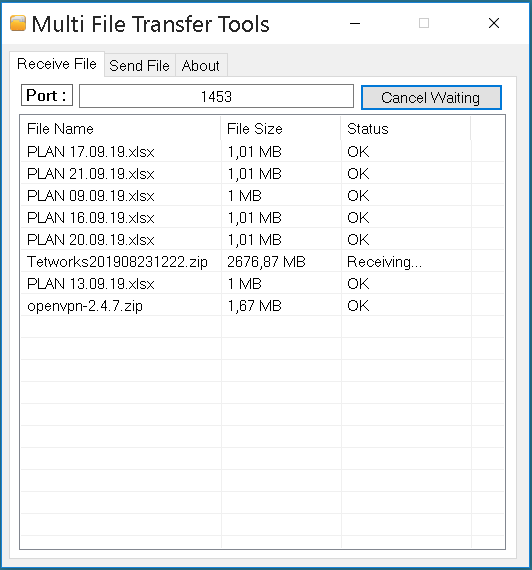 Multi File Transfer Tools
Receive File Send File About
Port : 1453 Cancel Waiting
File Name File Size Status
PLAN 17.09.19.xlsx 1,01 MB OK
PLAN 21.09.19.xlsx 1,01 MB OK
PLAN 09.09.19.xlsx 1 MB OK
PLAN 16.09.19.xlsx 1,01 MB OK
PLAN 20.09.19.xlsx 1,01 MB OK
Tetworks201908231222.zip 2676,87 MB Receiving...
PLAN 13.09.19.xlsx 1 MB OK
openvpn-2.4.7.zip 1,67 MB OK